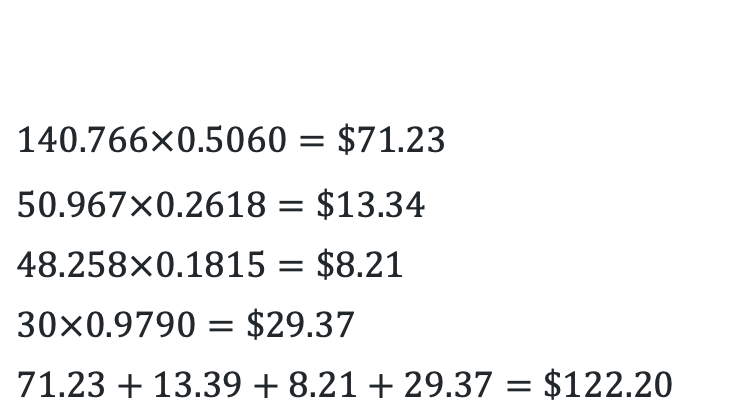 140.766×0.5060 = $71.23
50.967×0.2618 = $13.34
48.258×0.1815 = $8.21
30×0.9790 = $29.37
71.23 + 13.39 + 8.21 + 29.37 = $122.20